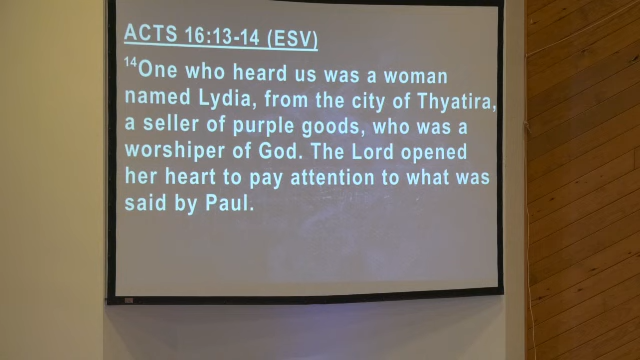 ACTS 16:13-14 (ESV)
14One who heard us was a woman
named Lydia, from the city of Thyatira,
a seller of purple goods, who was a
worshiper of God. The Lord opened
her heart to pay attention to what was
said by Paul.